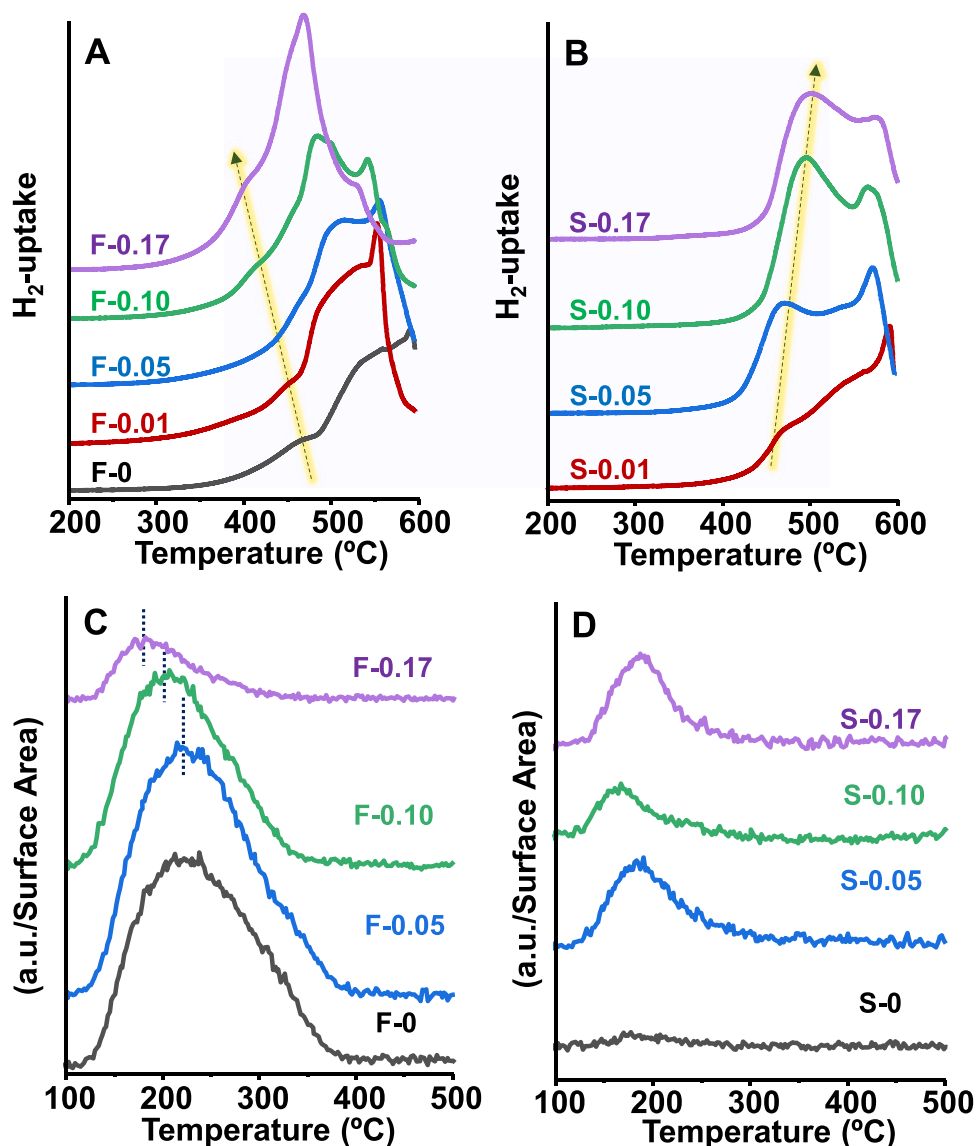 A
H₂-uptake
F-0.17
F-0.10
F-0.05
F-0.01
F-0
200 300 400 500 600
Temperature (ºC)
B
H₂-uptake
S-0.17
S-0.10
S-0.05
S-0.01
200 300 400 500 600
Temperature (ºC)
C
(a.u./Surface Area)
F-0.17
F-0.10
F-0.05
F-0
100 200 300 400 500
Temperature (ºC)
D
(a.u./Surface Area)
S-0.17
S-0.10
S-0.05
S-0
100 200 300 400 500
Temperature (ºC)